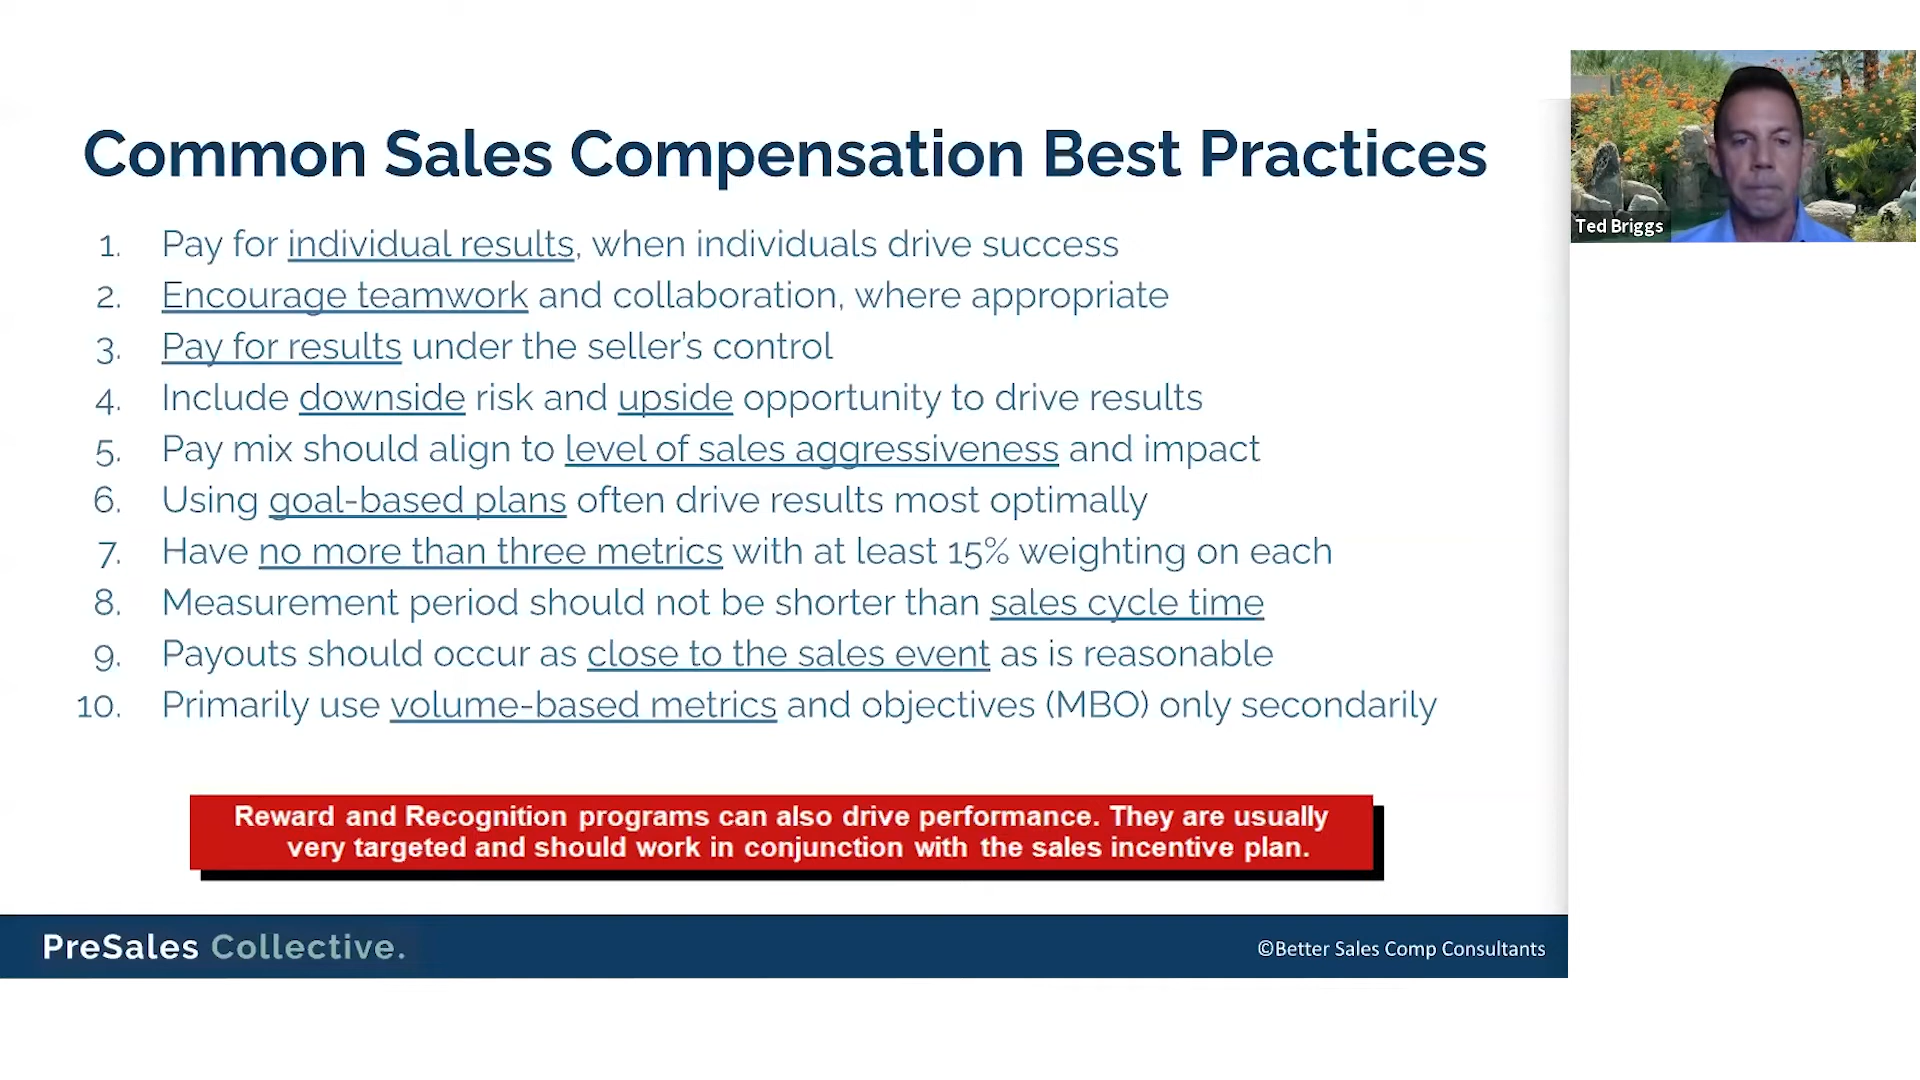 Common Sales Compensation Best Practices
1. Pay for individual results, when individuals drive success
2. Encourage teamwork and collaboration, where appropriate
3. Pay for results under the seller's control
4. Include downside risk and upside opportunity to drive results
5. Pay mix should align to level of sales aggressiveness and impact
6. Using goal-based plans often drive results most optimally
7. Have no more than three metrics with at least 15% weighting on each
8. Measurement period should not be shorter than sales cycle time
9. Payouts should occur as close to the sales event as is reasonable
10. Primarily use volume-based metrics and objectives (MBO) only secondarily
Reward and Recognition programs can also drive performance. They are usually
very targeted and should work in conjunction with the sales incentive plan.
PreSales Collective.
©Better Sales Comp Consultants
Ted Briggs